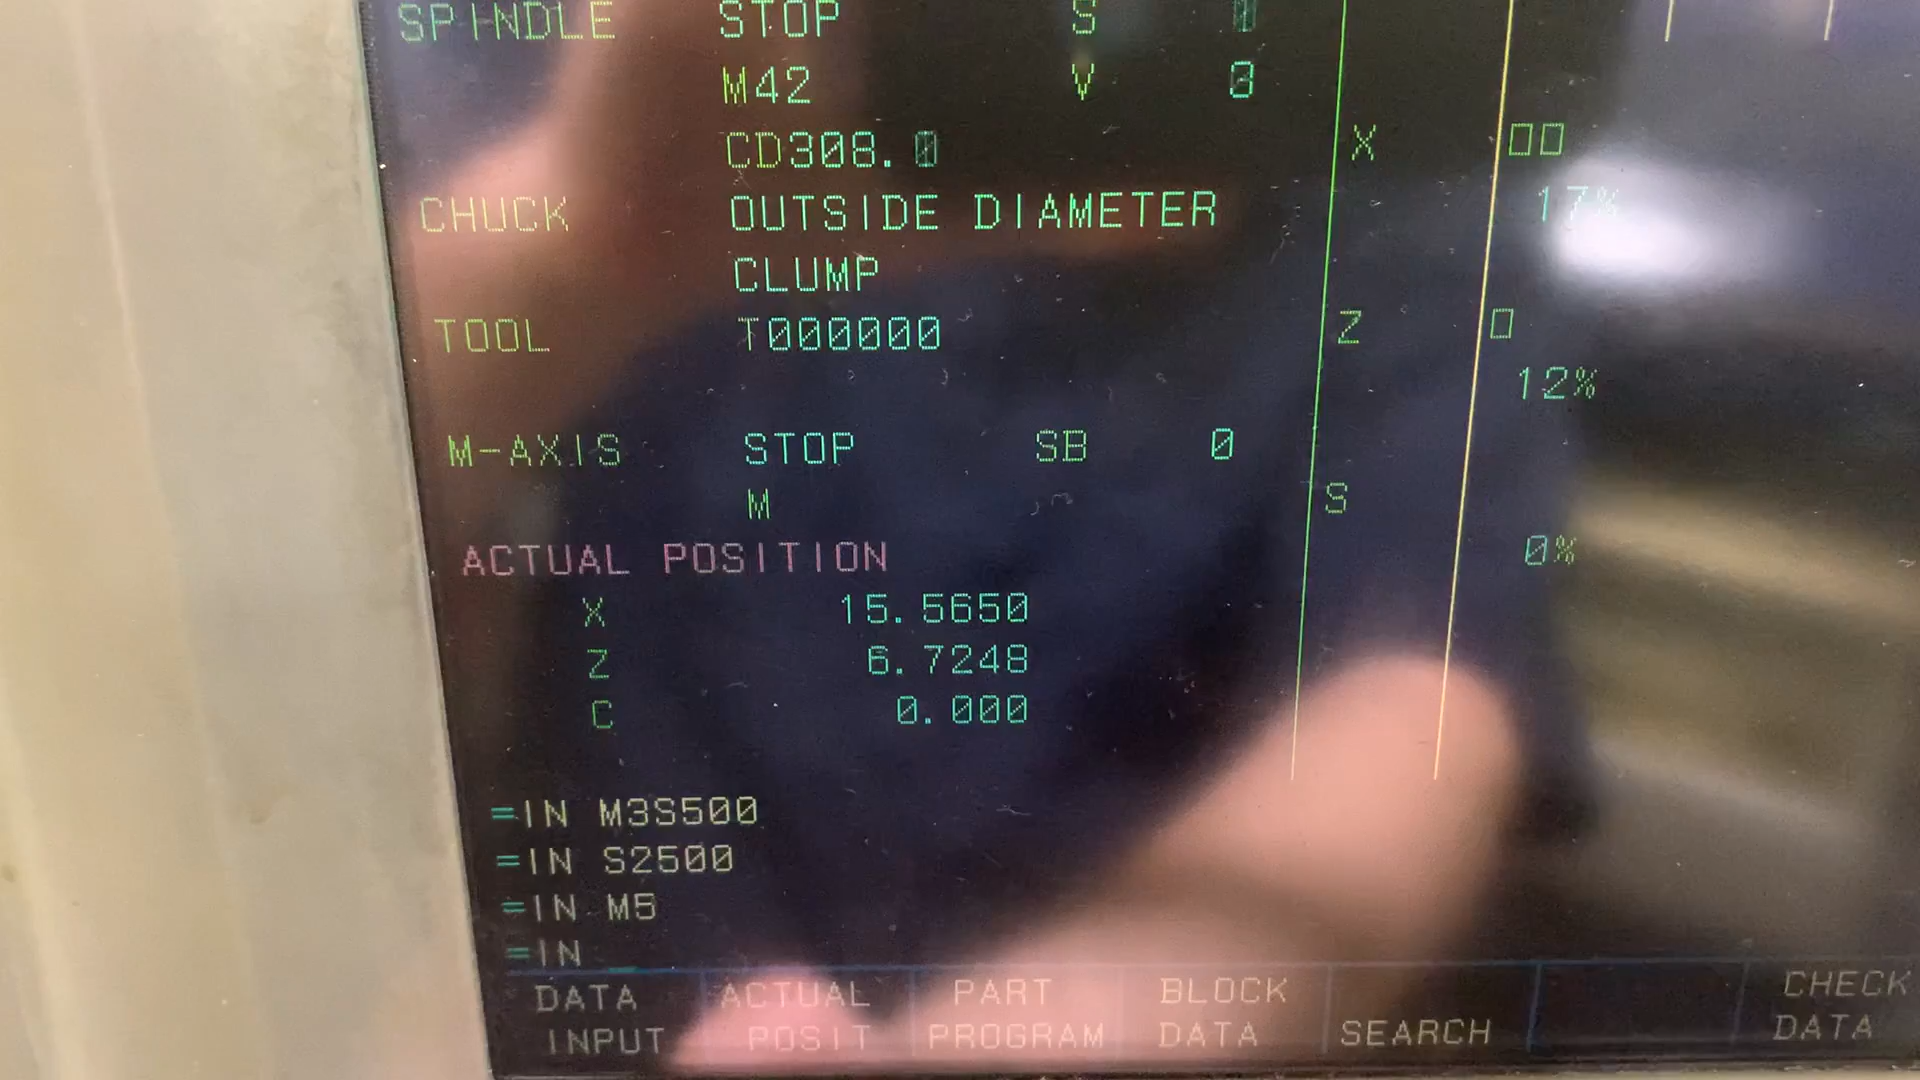 SPINDLE STOP S
M42 V 0
CD308.0 X
CHUCK OUTSIDE DIAMETER 17%
CLUMP
TOOL T000000 Z
12%
M-AXIS STOP SB 0
M S
ACTUAL POSITION 0%
X 15.5650
Z 6.7248
C 0.000
=IN M3S500
=IN S2500
=IN M5
=IN _
DATA INPUT
ACTUAL POSIT
PART PROGRAM
BLOCK DATA
SEARCH
CHECK DATA